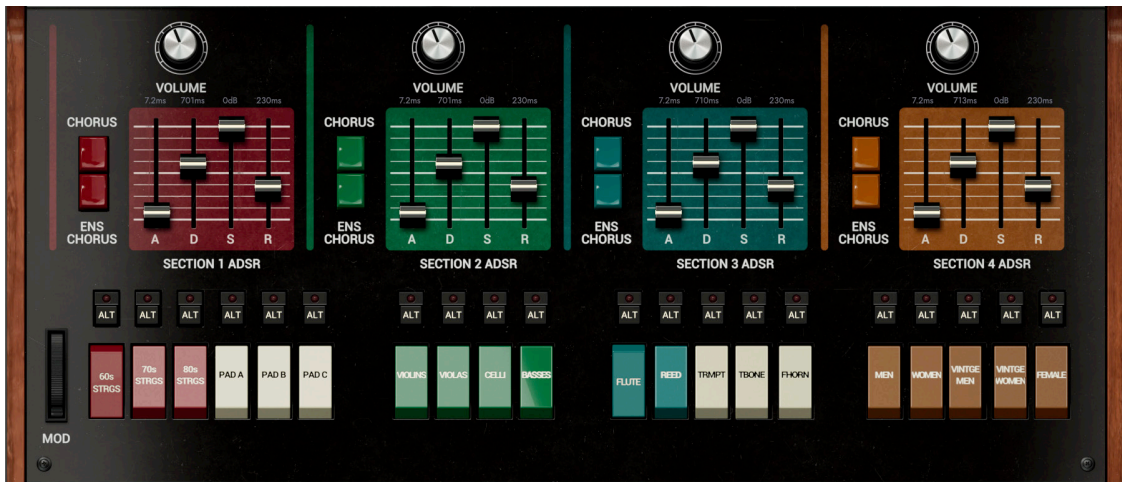 VOLUME
VOLUME
VOLUME
VOLUME
7.2ms 701ms 0dB 230ms
7.2ms 701ms 0dB 230ms
7.2ms 710ms 0dB 230ms
7.2ms 713ms 0dB 230ms
CHORUS
CHORUS
CHORUS
CHORUS
ENS
CHORUS
ENS
CHORUS
ENS
CHORUS
ENS
CHORUS
A D S R
A D S R
A D S R
A D S R
SECTION 1 ADSR
SECTION 2 ADSR
SECTION 3 ADSR
SECTION 4 ADSR
ALT ALT ALT ALT ALT ALT
ALT ALT ALT ALT
ALT ALT ALT ALT ALT
ALT ALT ALT ALT ALT
60s
STRGS
70s
STRGS
80s
STRGS
PAD A
PAD B
PAD C
VIOLINS
VIOLAS
CELLI
BASSES
FLUTE
REED
TRMPT
TBONE
FHORN
MEN
WOMEN
VINTGE
MEN
VINTGE
WOMEN
FEMALE
MOD